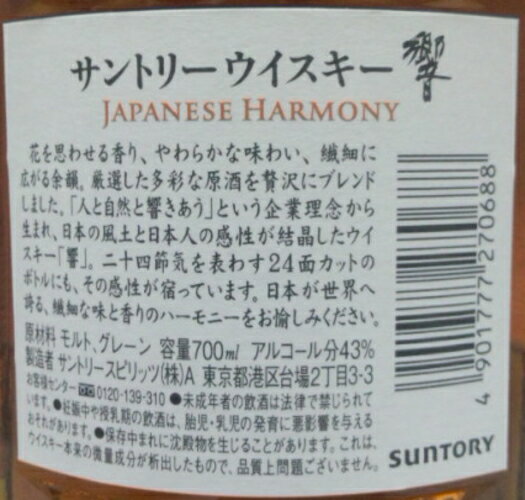 サントリーウイスキー 響
JAPANESE HARMONY
花を思わせる香り、やわらかな味わい、繊細に
広がる余韻。厳選した多彩な原酒を贅沢にブレンド
しました。「人と自然と響きあう」という企業理念から
生まれ、日本の風土と日本人の感性が結晶したウイ
スキー「響」。二十四節気を表わす24面カットの
ボトルにも、その感性が宿っています。日本が世界へ
誇る、繊細な味と香りのハーモニーをお愉しみください。
原材料 モルト、グレーン 容量700ml アルコール分43%
製造者 サントリースピリッツ(株)A 東京都港区台場2丁目3-3
お客様センター 0120-139-310 ●未成年者の飲酒は法律で禁じられて
います。●妊娠中や授乳期の飲酒は、胎児・乳児の発育に悪影響を与える
おそれがあります。●保存中まれに沈殿物を生じることがあります。これは、
ウイスキー本来の微量成分が析出したもので、品質上問題ございません。
4 901777 270688
SUNTORY